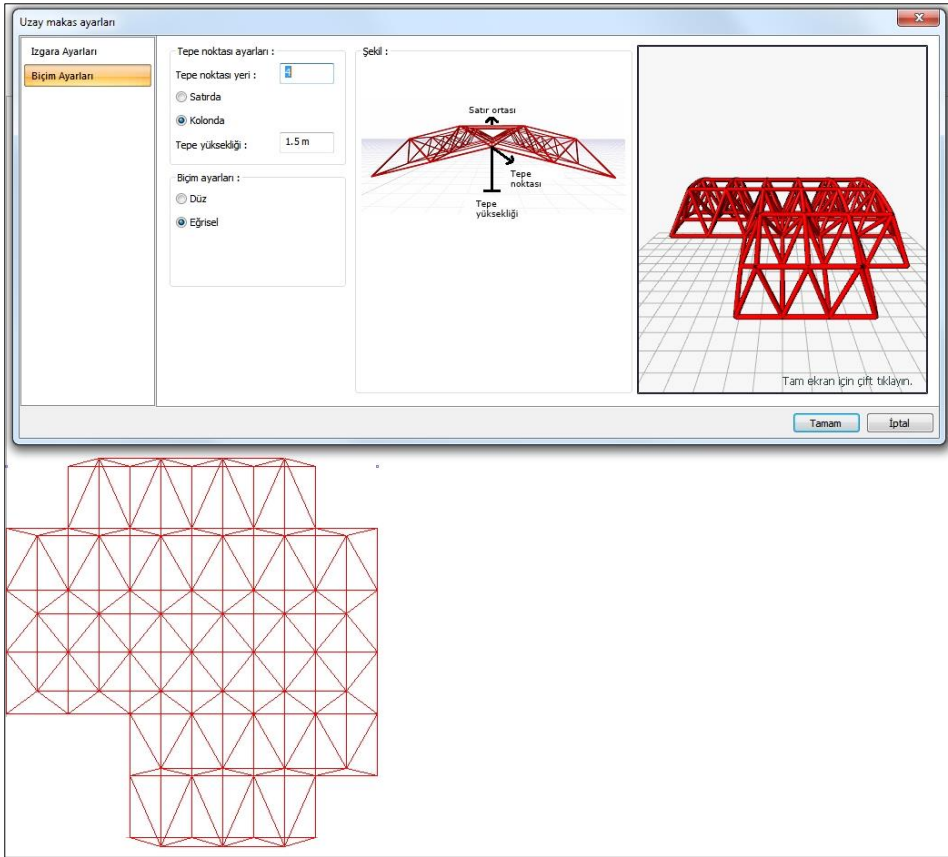 Uzay makas ayarları
Izgara Ayarları
Biçim Ayarları
Tepe noktası ayarları :
Tepe noktası yeri :
4
Satırda
Kolonda
Tepe yüksekliği :
1.5 m
Biçim ayarları :
Düz
Eğrisel
Şekil :
Satır ortası
Tepe
noktası
Tepe
yüksekliği
Tam ekran için çift tıklayın.
Tamam
İptal